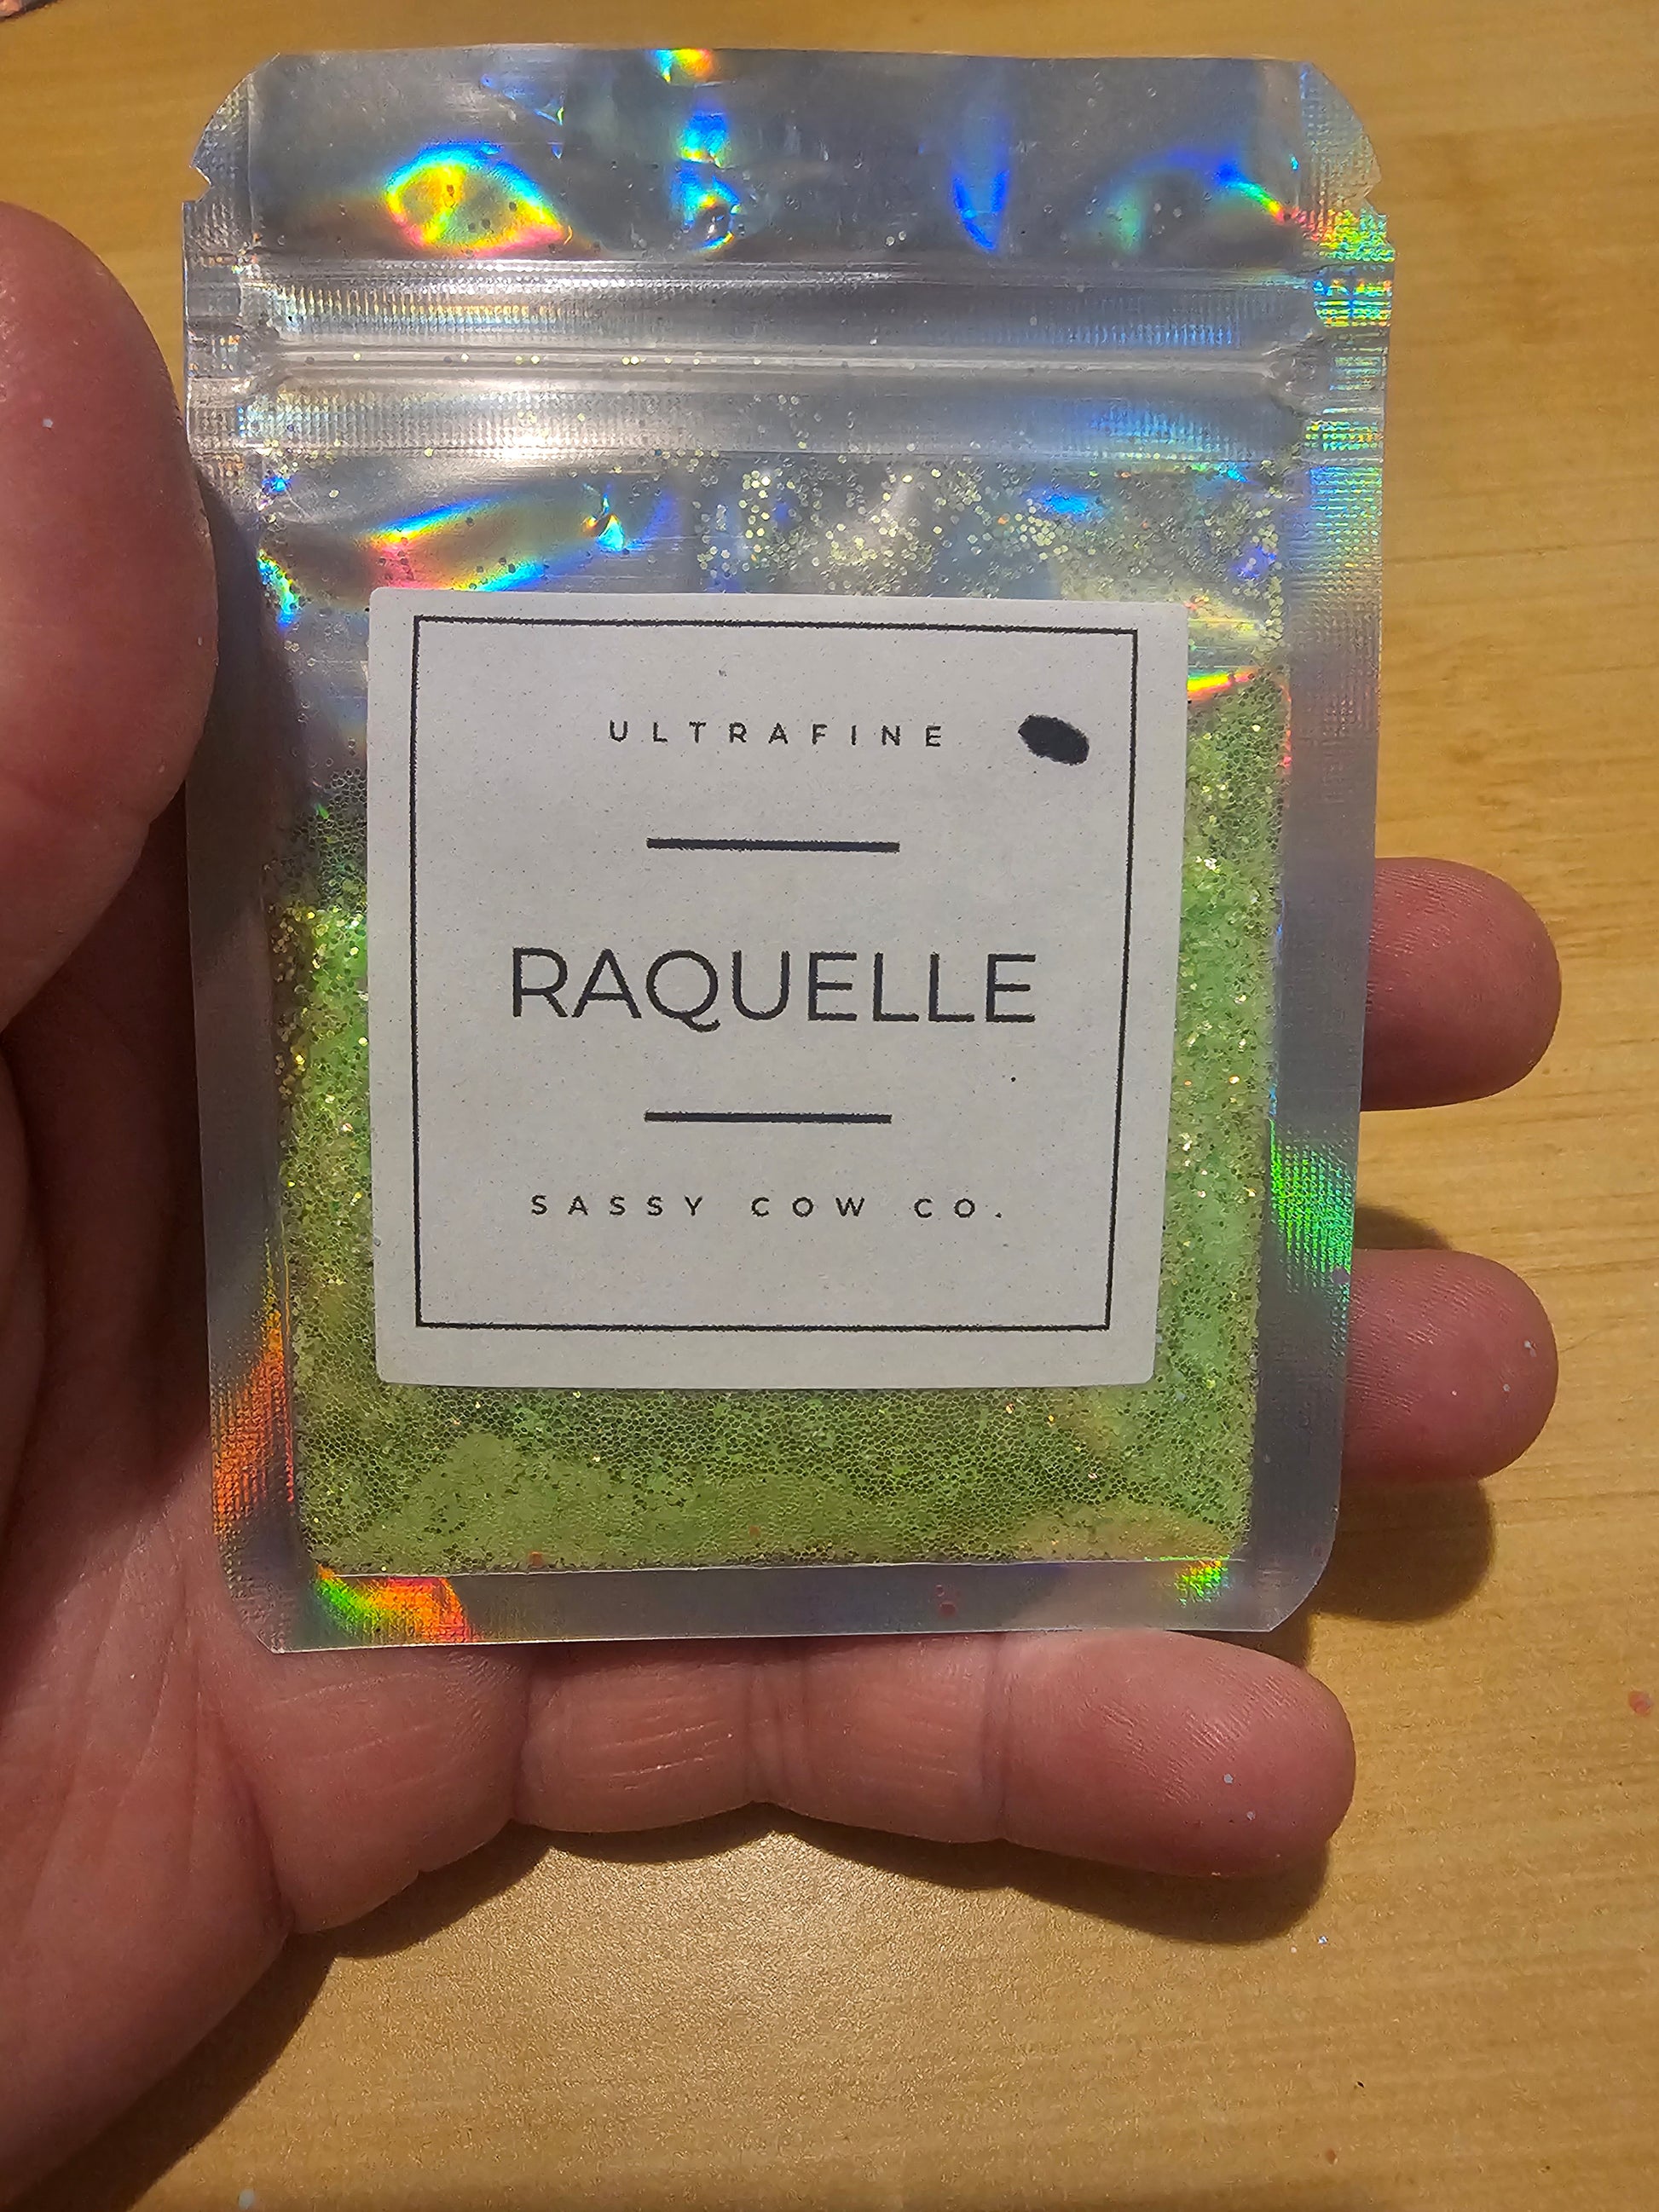 ULTRAFINE
RAQUELLE
SASSY COW CO.